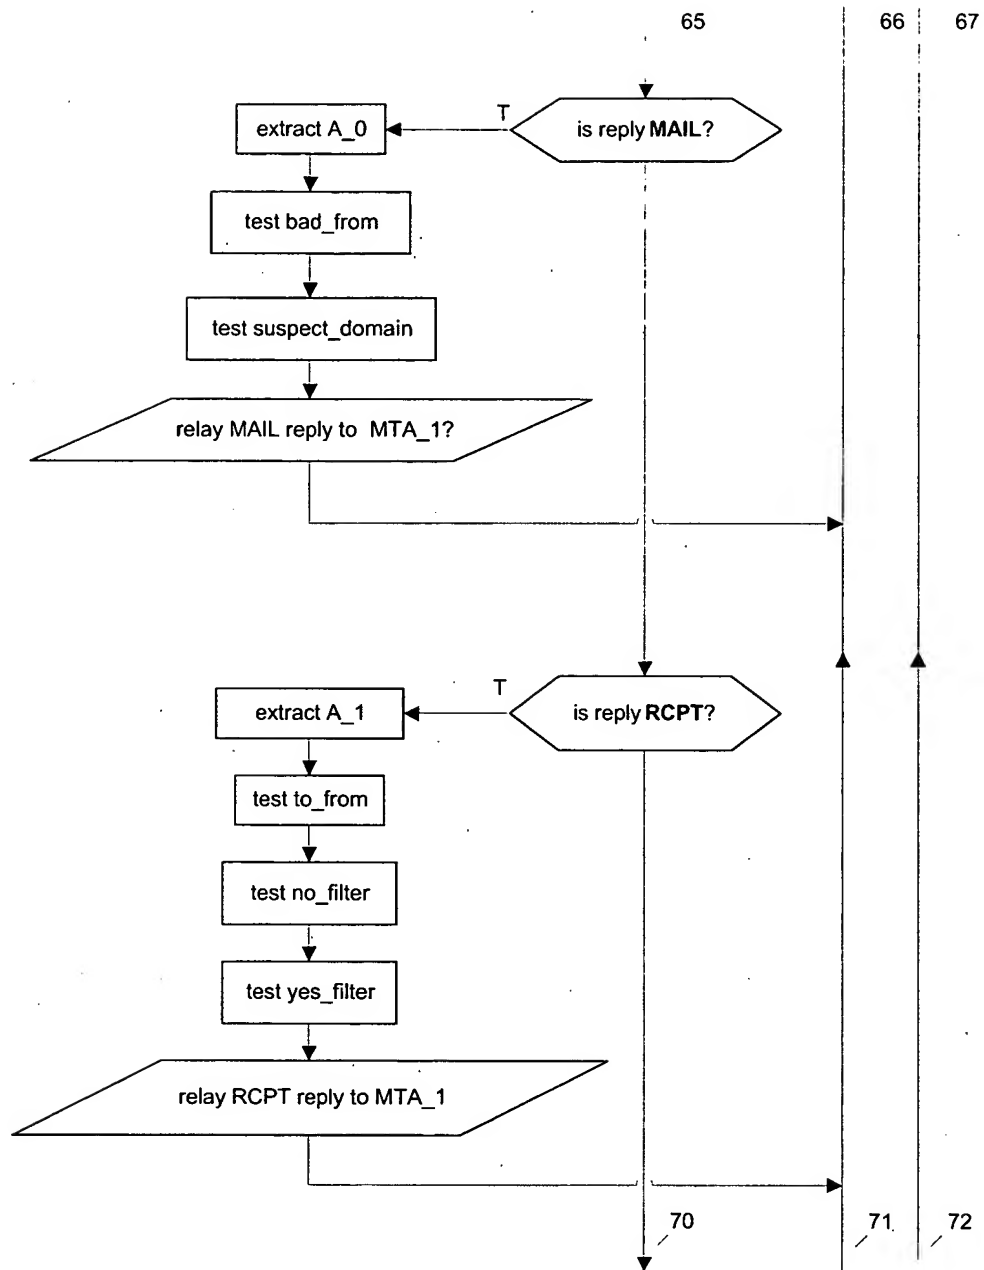 65
66
67
T
is reply MAIL?
extract A_0
test bad_from
test suspect_domain
relay MAIL reply to MTA_1?
T
is reply RCPT?
extract A_1
test to_from
test no_filter
test yes_filter
relay RCPT reply to MTA_1
70
71
72